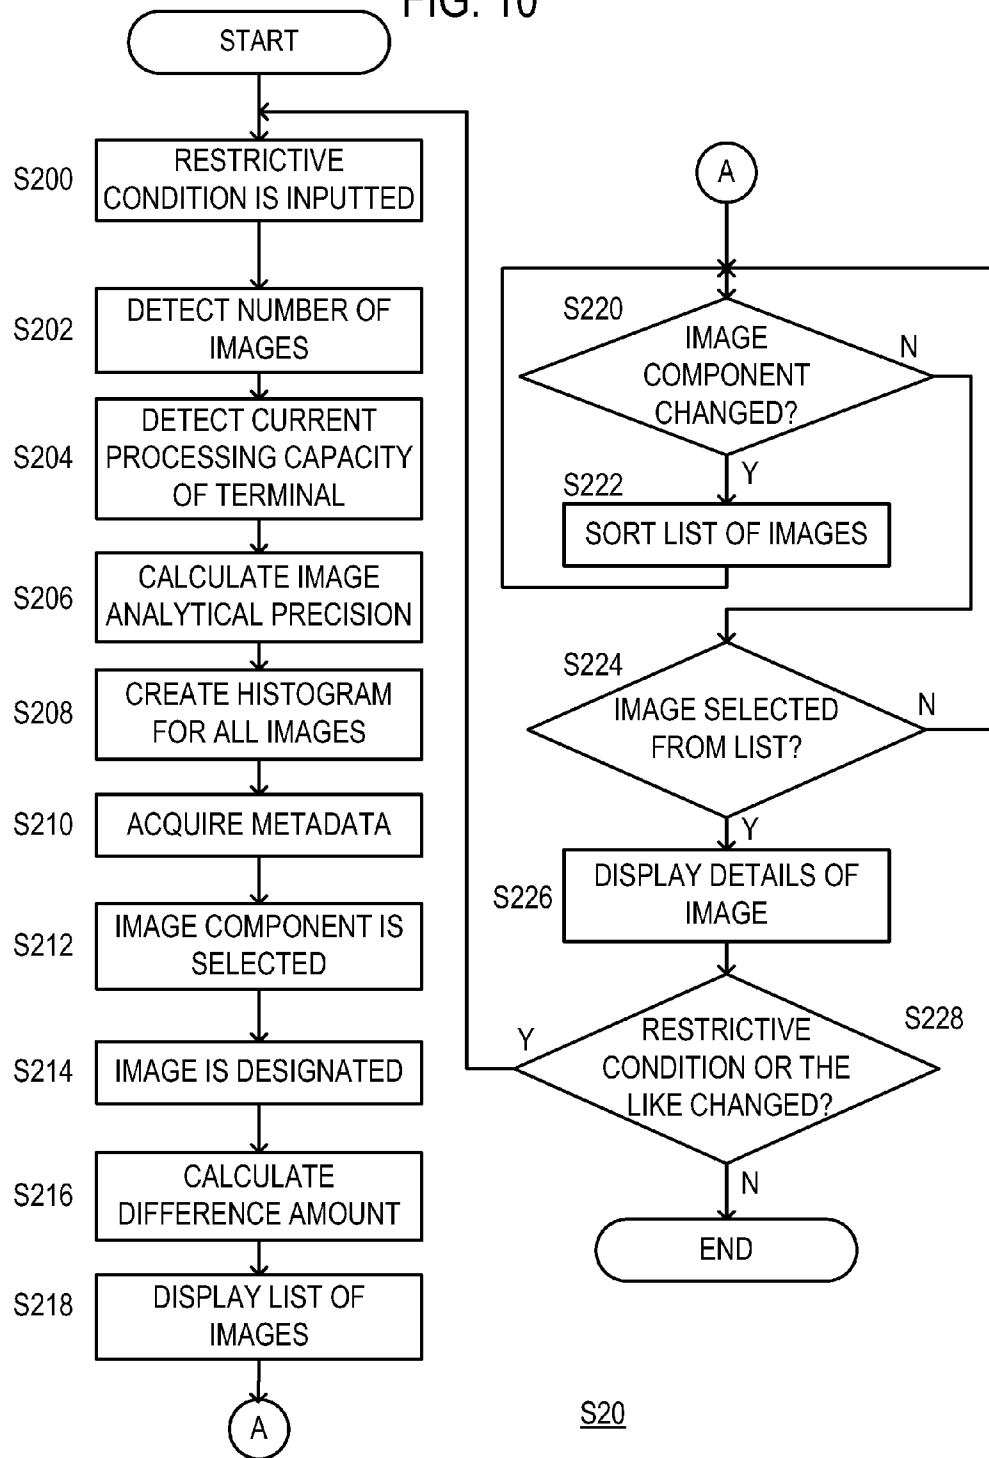 FIG. 10
START
S200
RESTRICTIVE
CONDITION IS INPUTTED
S202
DETECT NUMBER OF
IMAGES
S204
DETECT CURRENT
PROCESSING CAPACITY
OF TERMINAL
S206
CALCULATE IMAGE
ANALYTICAL PRECISION
S208
CREATE HISTOGRAM
FOR ALL IMAGES
S210
ACQUIRE METADATA
S212
IMAGE COMPONENT IS
SELECTED
S214
IMAGE IS DESIGNATED
S216
CALCULATE
DIFFERENCE AMOUNT
S218
DISPLAY LIST OF
IMAGES
A
A
S220
IMAGE
COMPONENT
CHANGED?
N
Y
S222
SORT LIST OF IMAGES
S224
IMAGE SELECTED
FROM LIST?
N
Y
S226
DISPLAY DETAILS OF
IMAGE
S228
RESTRICTIVE
CONDITION OR THE
LIKE CHANGED?
Y
N
END
S20